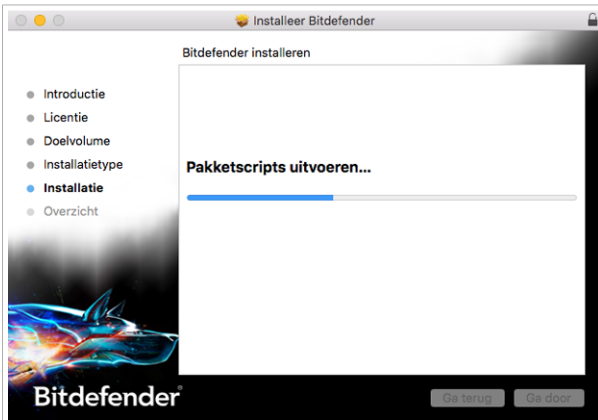 Installeer Bitdefender
Bitdefender installeren
Introductie
Licentie
Doelvolume
Installatietype
Installatie
Overzicht
Pakketscripts uitvoeren...
Bitdefender
Ga terug
Ga door